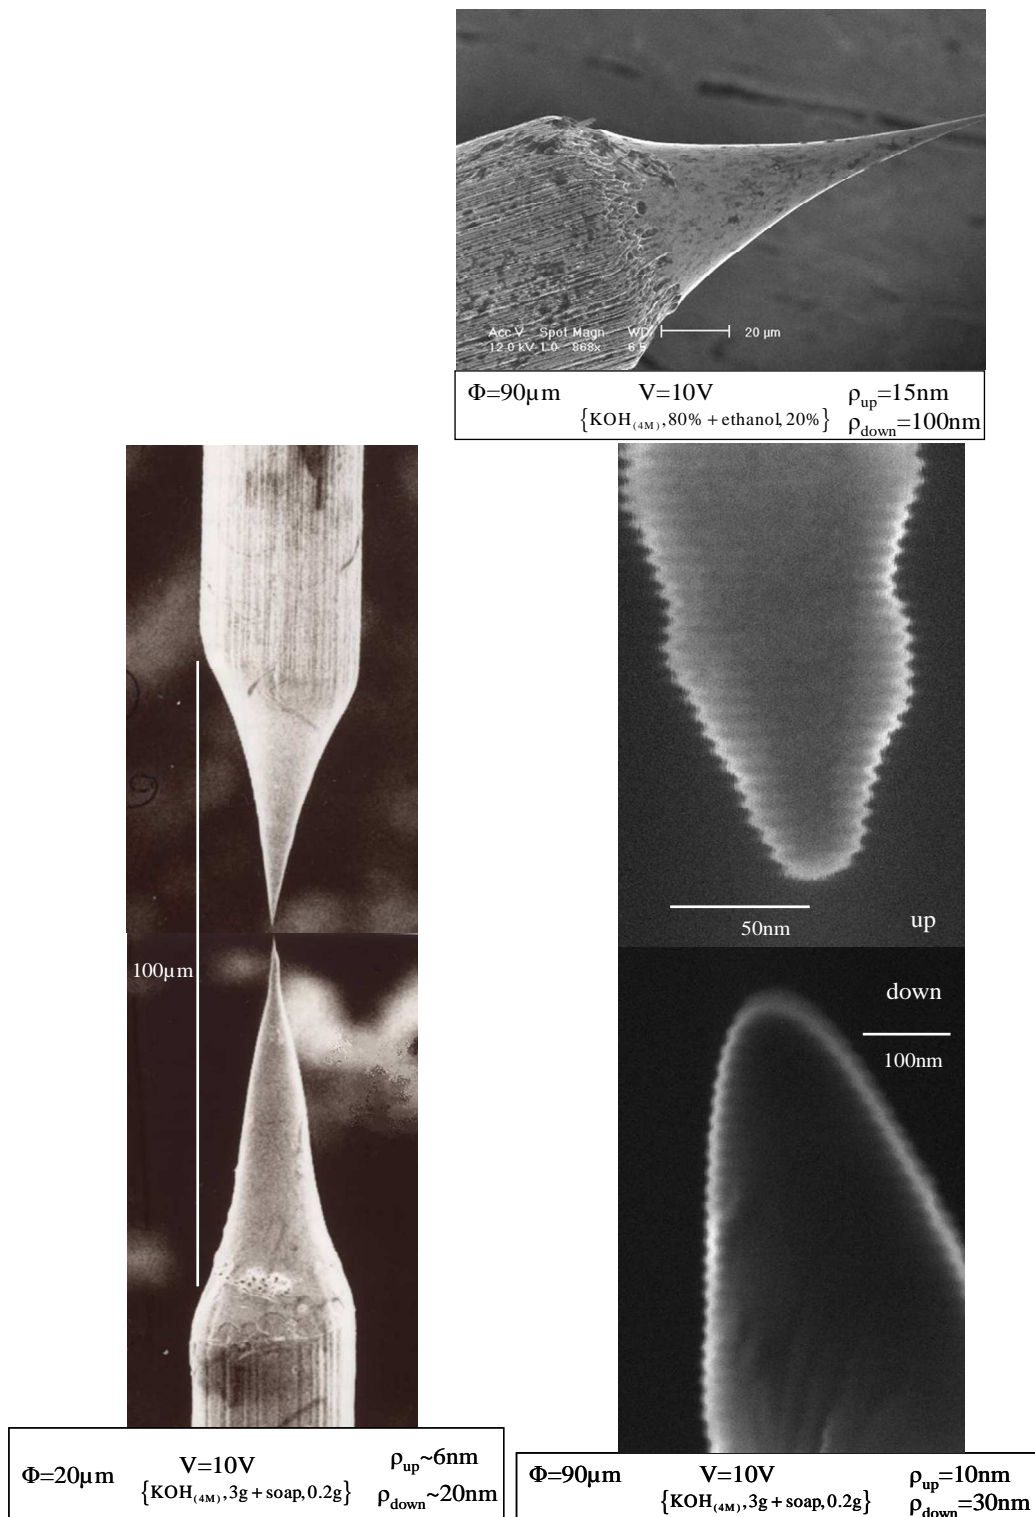 Acc.V Spot Magn WD
12.0 kV 1.0 868x 6.5 20 µm
Φ=90µm V=10V ρup=15nm
{KOH(4M), 80% + ethanol, 20%} ρdown=100nm
100µm
50nm
up
down
100nm
Φ=20µm V=10V ρup~6nm
{KOH(4M), 3g + soap, 0.2g} ρdown~20nm
Φ=90µm V=10V ρup=10nm
{KOH(4M), 3g + soap, 0.2g} ρdown=30nm